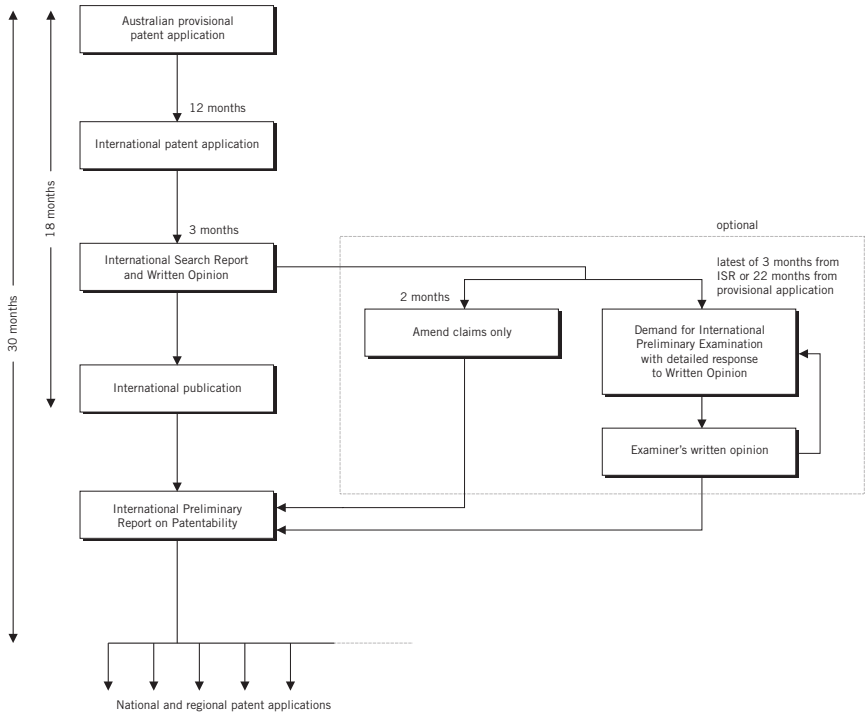 Australian provisional
patent application
12 months
International patent application
18 months
30 months
3 months
International Search Report
and Written Opinion
optional
latest of 3 months from
ISR or 22 months from
provisional application
2 months
Amend claims only
Demand for International
Preliminary Examination
with detailed response
to Written Opinion
International publication
Examiner's written opinion
International Preliminary
Report on Patentability
National and regional patent applications